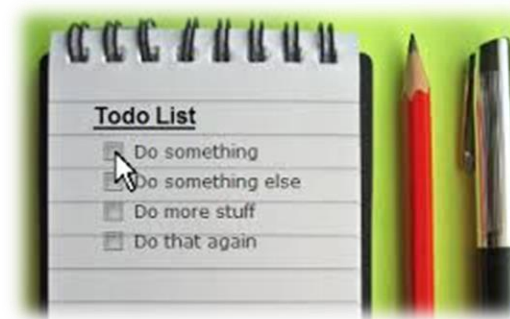 Todo List
Do something
Do something else
Do more stuff
Do that again